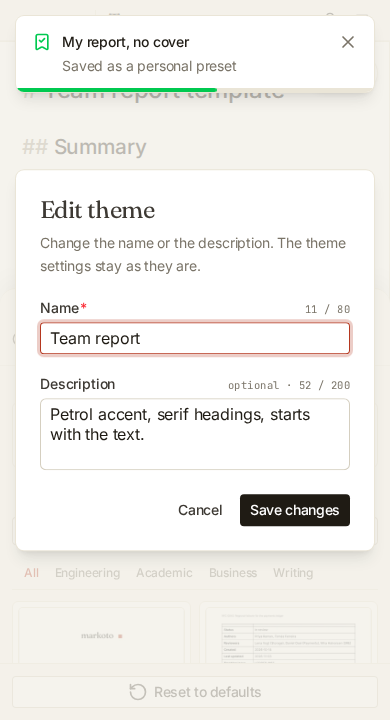 My report, no cover
Saved as a personal preset
# Team report template
## Summary
Edit theme
Change the name or the description. The theme
settings stay as they are.
Name* 11 / 80
Team report
Description optional · 52 / 200
Petrol accent, serif headings, starts
with the text.
Cancel Save changes
All Engineering Academic Business Writing
markoto
Reset to defaults